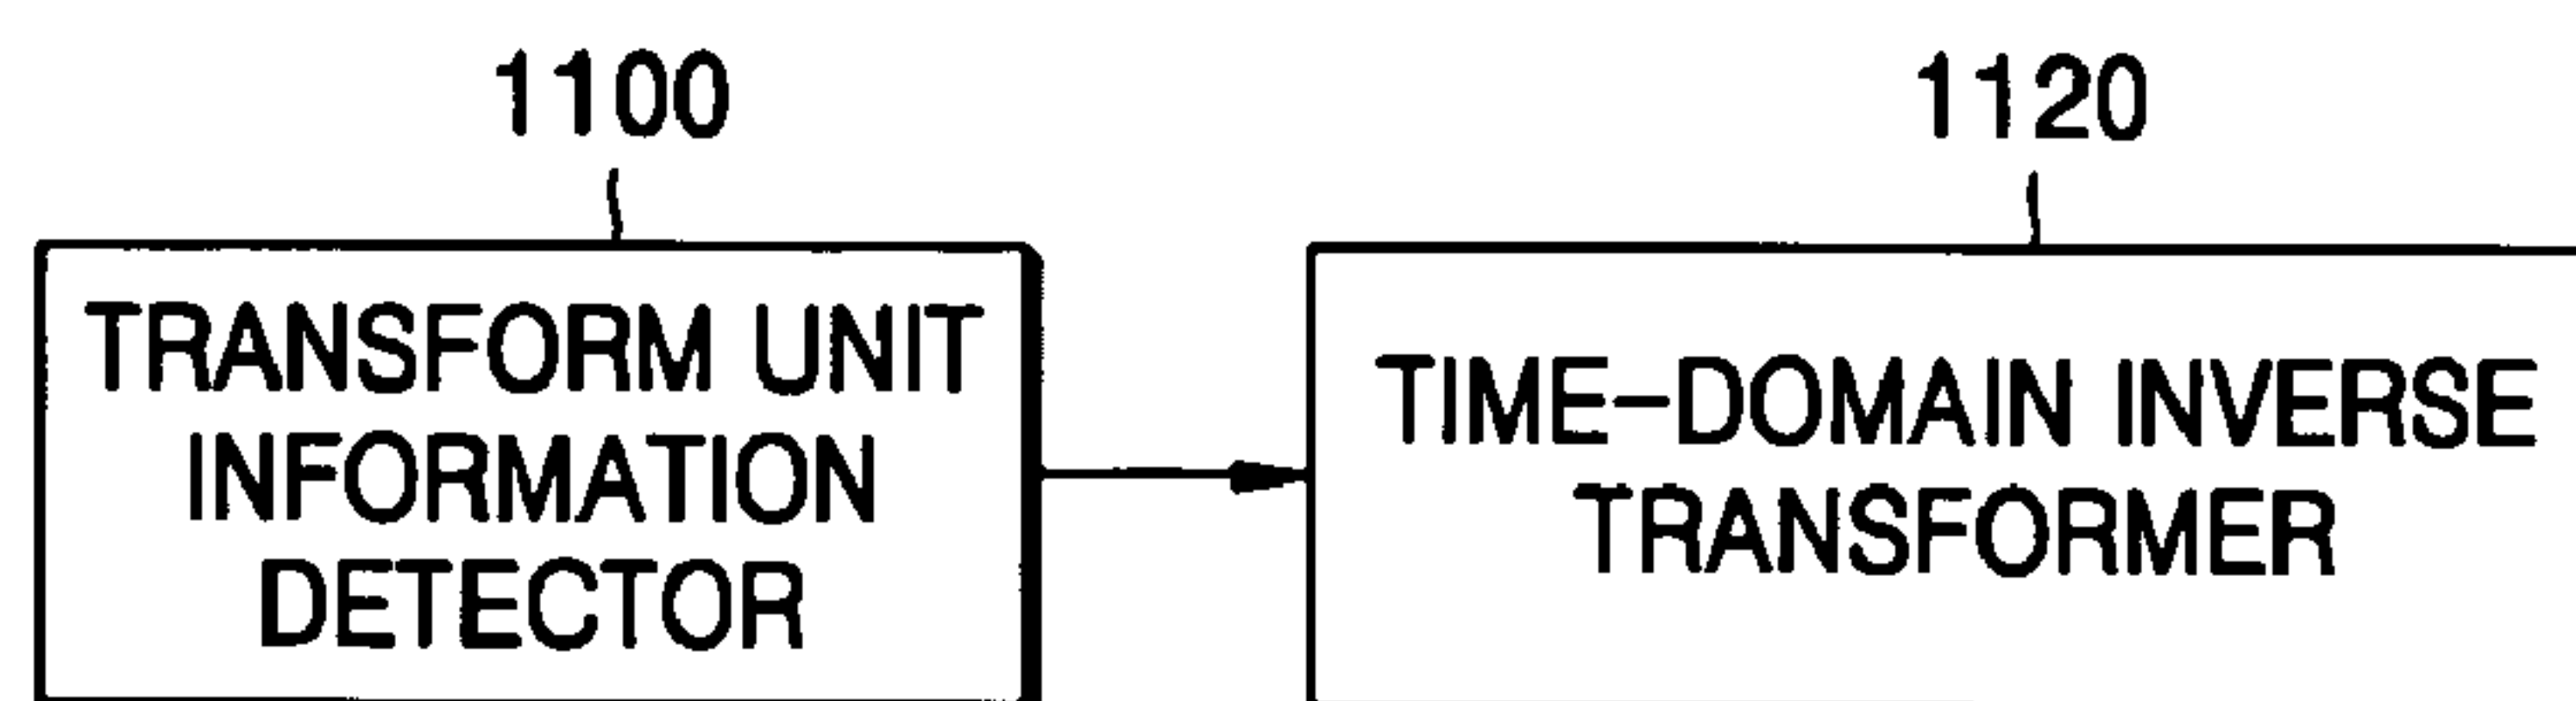 1100
TRANSFORM UNIT
INFORMATION
DETECTOR
1120
TIME-DOMAIN INVERSE
TRANSFORMER